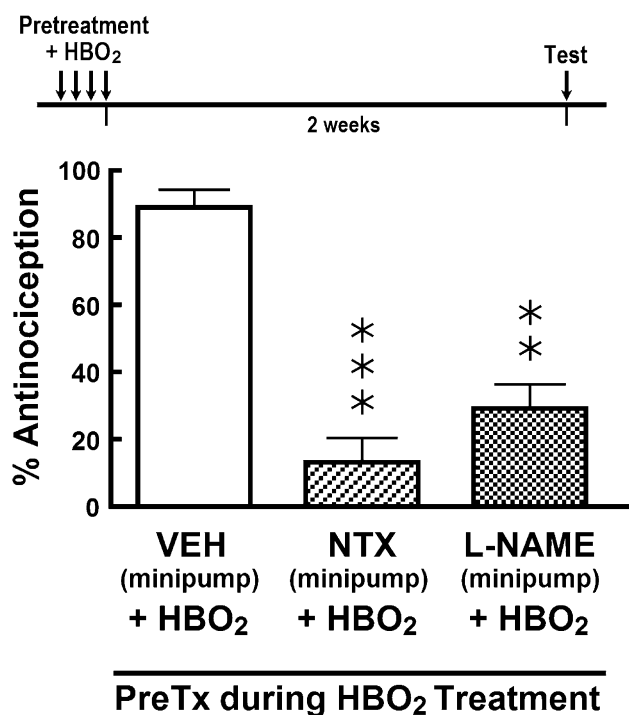 Pretreatment
+ HBO₂
Test
2 weeks
% Antinociception
100
80
60
40
20
0
***
**
VEH
(minipump)
+ HBO₂
NTX
(minipump)
+ HBO₂
L-NAME
(minipump)
+ HBO₂
PreTx during HBO₂ Treatment